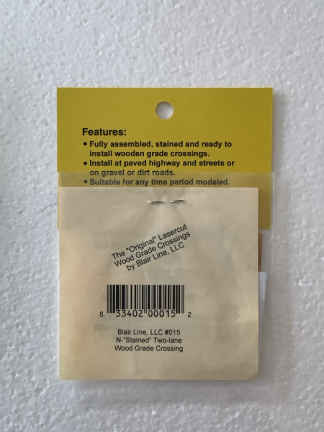 Features:
• Fully assembled, stained and ready to
install wooden grade crossings.
• Install at paved highway and streets or
on gravel or dirt roads.
• Suitable for any time period modeled.
The "Original" Lasercut
Wood Grade Crossings
by Blair Line, LLC
8 33402 00015 2
Blair Line, LLC #015
N-"Stained" Two-lane
Wood Grade Crossing